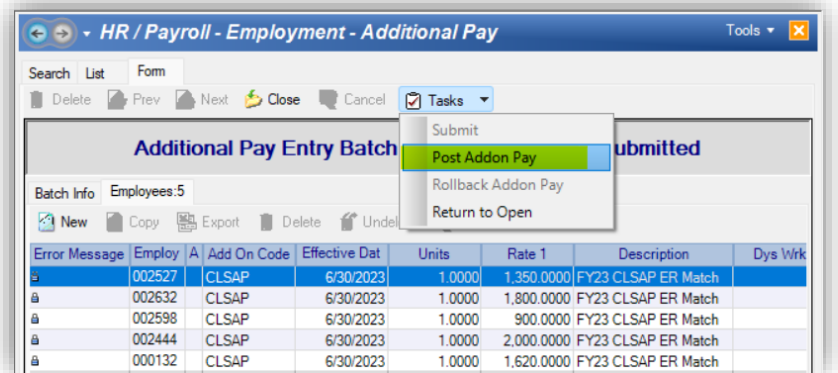 HR / Payroll - Employment - Additional Pay Tools
Search List Form
Delete Prev Next Close Cancel Tasks
Submit
Additional Pay Entry Batch ubmitted
Post Addon Pay
Rollback Addon Pay
Batch Info Employees:5
Return to Open
New Copy Export Delete Undel
Error Message Employ A Add On Code Effective Dat Units Rate 1 Description Dys Wrk
002527 CLSAP 6/30/2023 1.0000 1,350.0000 FY23 CLSAP ER Match
002632 CLSAP 6/30/2023 1.0000 1,800.0000 FY23 CLSAP ER Match
002598 CLSAP 6/30/2023 1.0000 900.0000 FY23 CLSAP ER Match
002444 CLSAP 6/30/2023 1.0000 2,000.0000 FY23 CLSAP ER Match
000132 CLSAP 6/30/2023 1.0000 1,620.0000 FY23 CLSAP ER Match